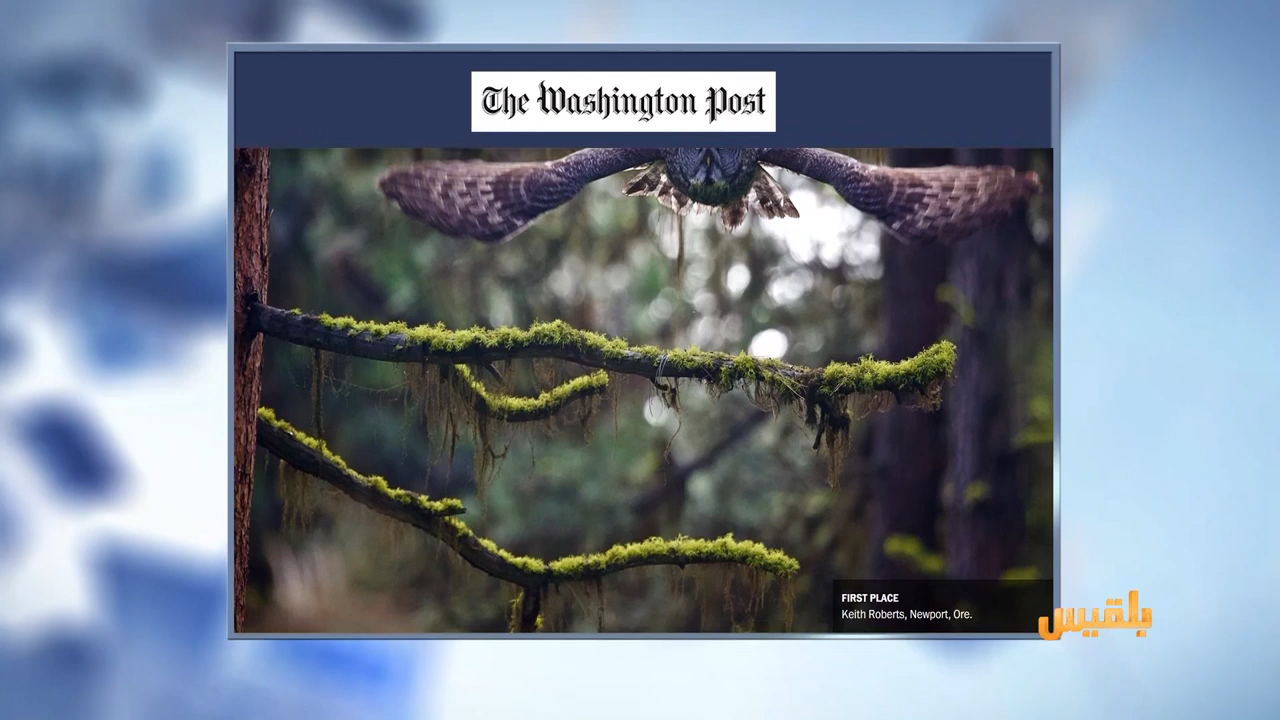 The Washington Post
FIRST PLACE
Keith Roberts, Newport, Ore.
بلقيس